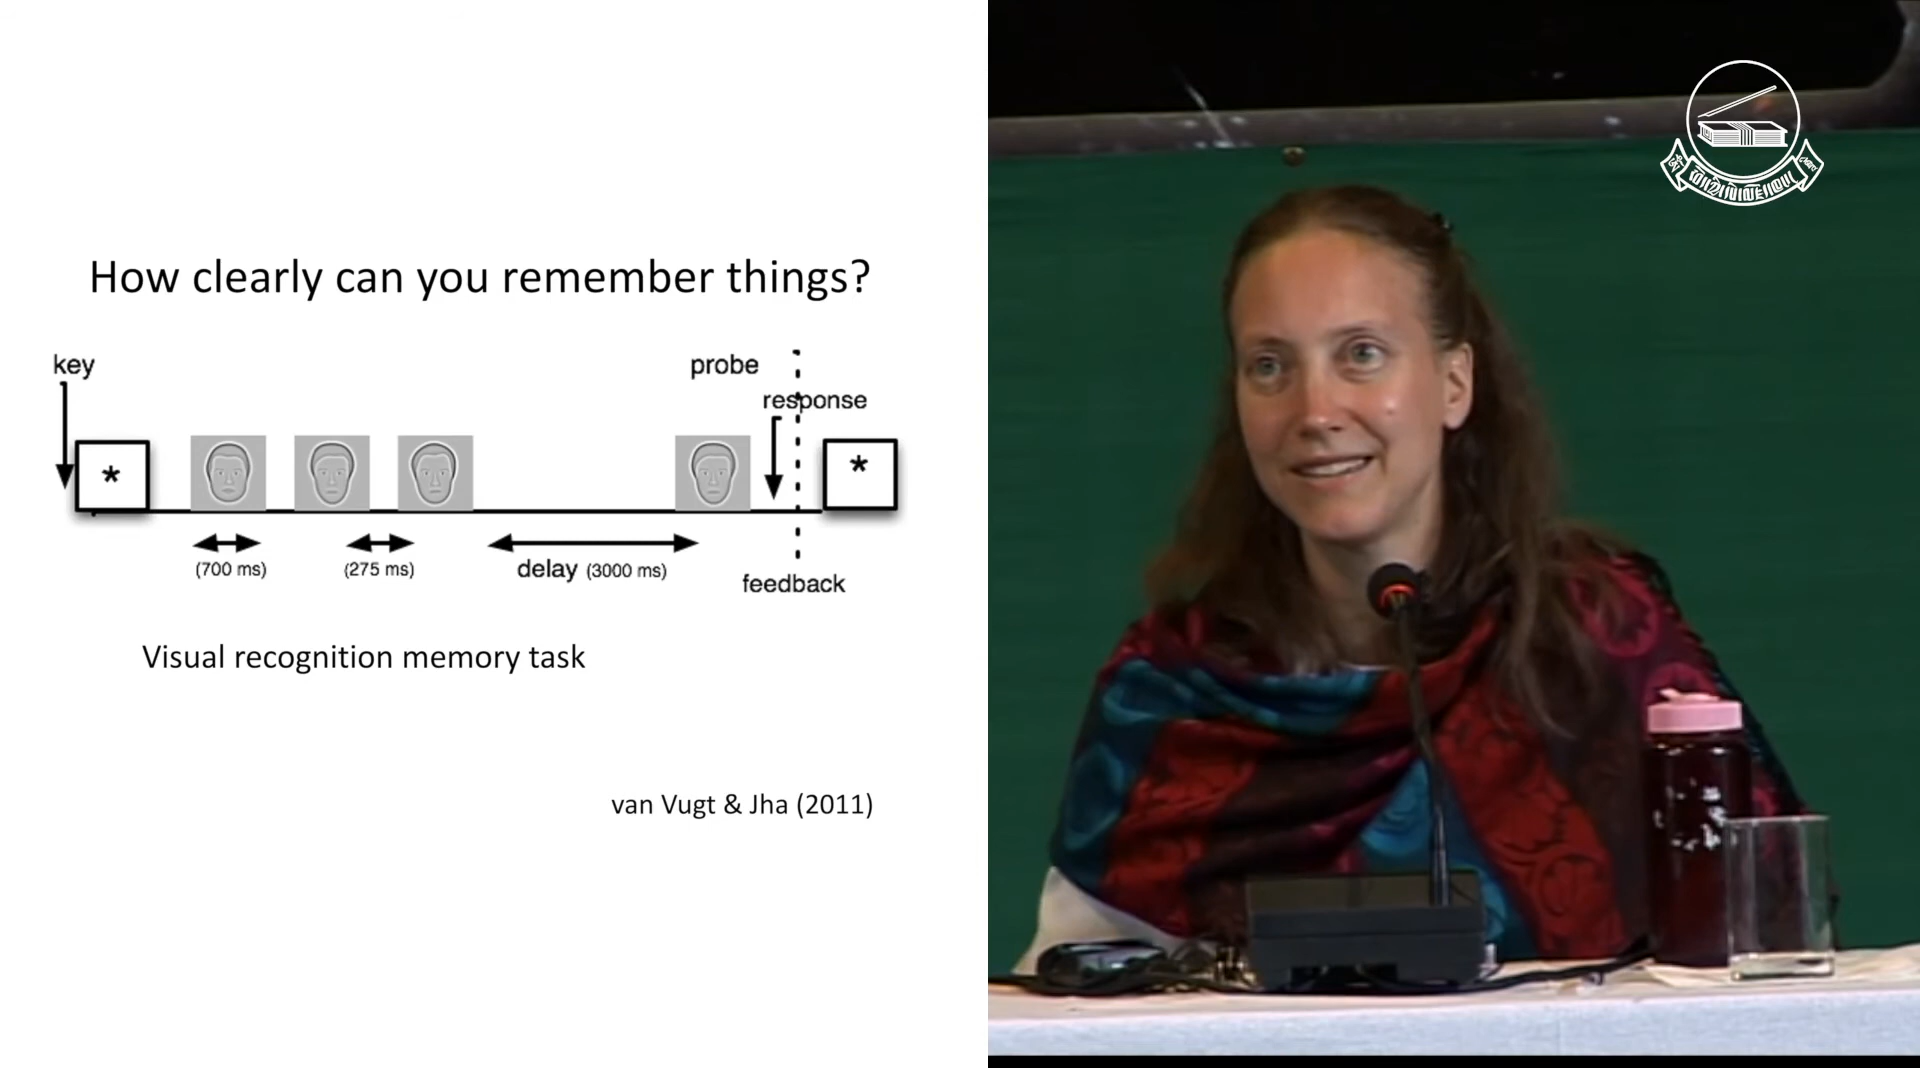 How clearly can you remember things?
key
probe
response
*
*
(700 ms)
(275 ms)
delay (3000 ms)
feedback
Visual recognition memory task
van Vugt & Jha (2011)